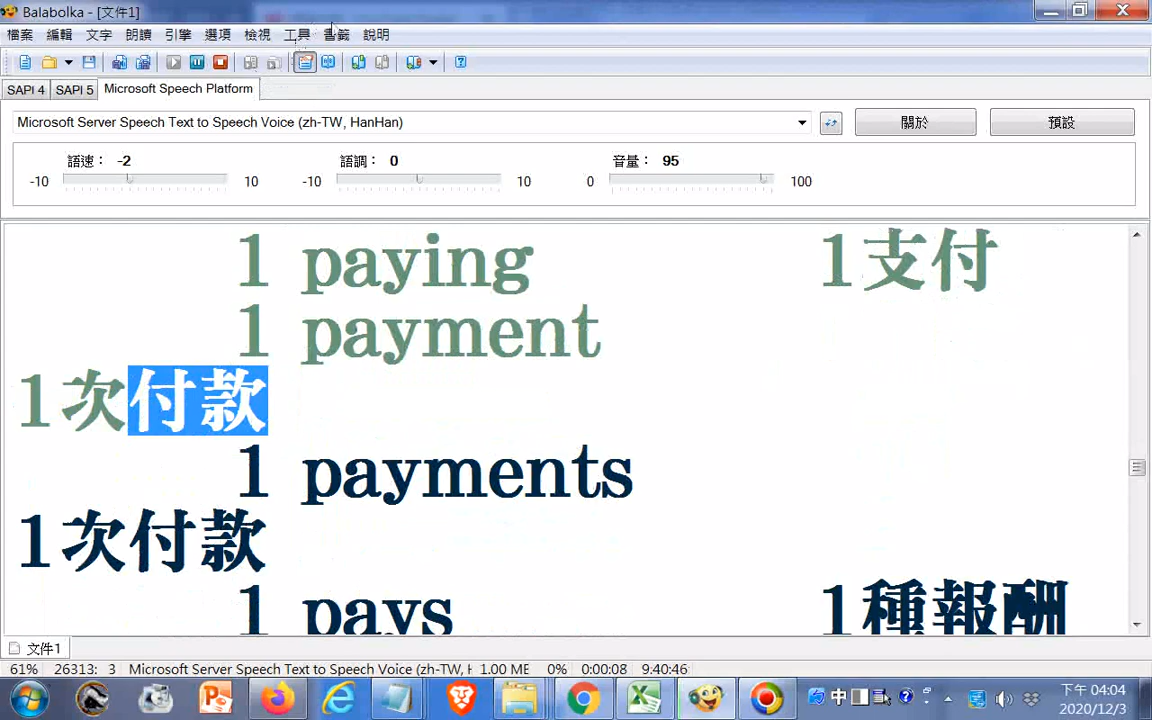 Balabolka - [文件1]
檔案 編輯 文字 朗讀 引擎 選項 檢視 工具 書籤 說明
SAPI 4 SAPI 5 Microsoft Speech Platform
Microsoft Server Speech Text to Speech Voice (zh-TW, HanHan) 關於 預設
語速： -2 語調： 0 音量： 95
-10 10 -10 10 0 100
1 paying 1支付
1 payment
1次付款
1 payments
1次付款
1 pays 1種報酬
文件1
61% 26313: 3 Microsoft Server Speech Text to Speech Voice (zh-TW, 1.00 ME 0% 0:00:08 9:40:46
中 下午 04:04
2020/12/3